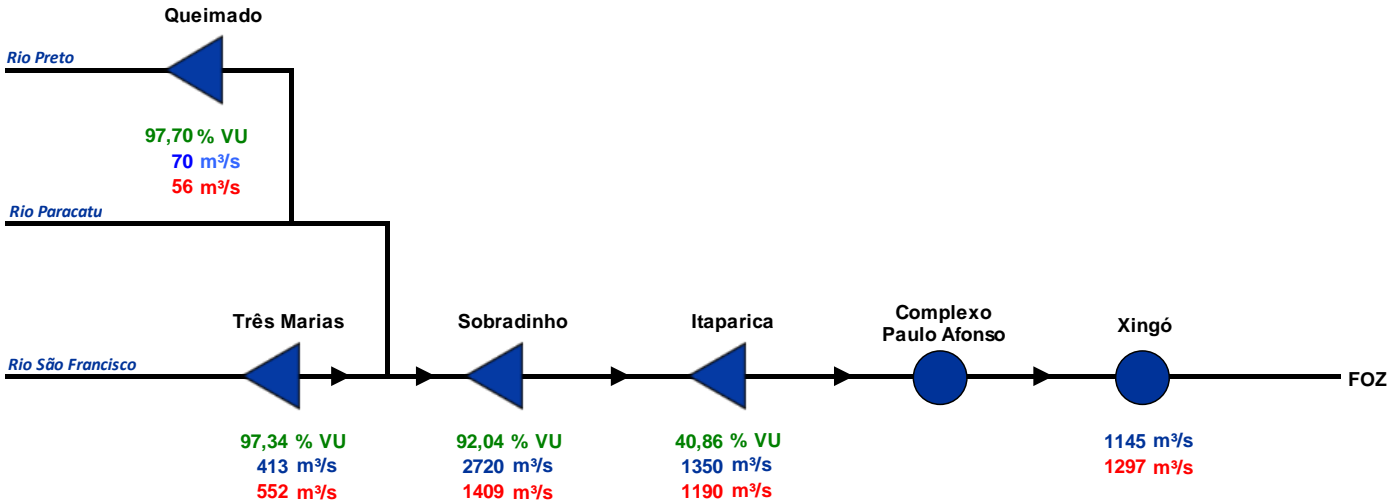 Queimado
Rio Preto
97,70 % VU
70 m³/s
56 m³/s
Rio Paracatu
Três Marias
Sobradinho
Itaparica
Complexo
Paulo Afonso
Xingó
Rio São Francisco
FOZ
97,34 % VU
413 m³/s
552 m³/s
92,04 % VU
2720 m³/s
1409 m³/s
40,86 % VU
1350 m³/s
1190 m³/s
1145 m³/s
1297 m³/s